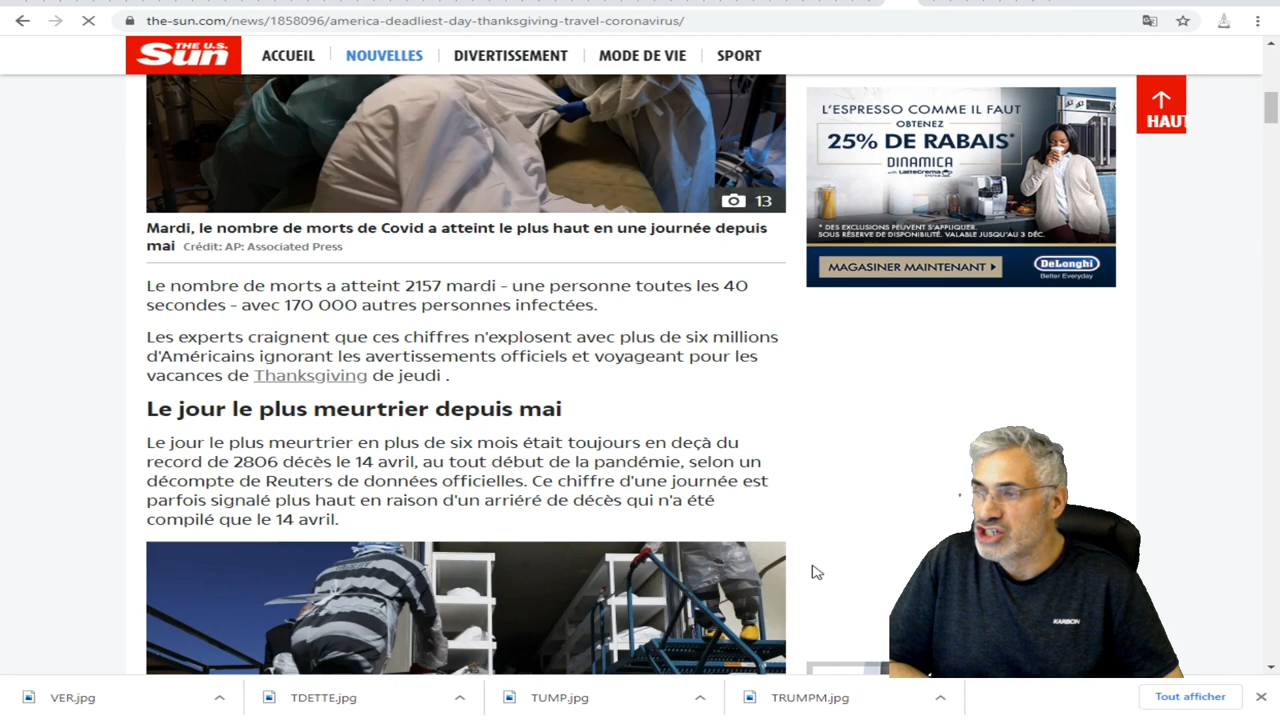 the-sun.com/news/1858096/america-deadliest-day-thanksgiving-travel-coronavirus/
THE U.S. Sun
ACCUEIL
NOUVELLES
DIVERTISSEMENT
MODE DE VIE
SPORT
13
Mardi, le nombre de morts de Covid a atteint le plus haut en une journée depuis
mai Crédit: AP: Associated Press
Le nombre de morts a atteint 2157 mardi - une personne toutes les 40
secondes - avec 170 000 autres personnes infectées.
Les experts craignent que ces chiffres n'explosent avec plus de six millions
d'Américains ignorant les avertissements officiels et voyageant pour les
vacances de Thanksgiving de jeudi .
Le jour le plus meurtrier depuis mai
Le jour le plus meurtrier en plus de six mois était toujours en deçà du
record de 2806 décès le 14 avril, au tout début de la pandémie, selon un
décompte de Reuters de données officielles. Ce chiffre d'une journée est
parfois signalé plus haut en raison d'un arriéré de décès qui n'a été
compilé que le 14 avril.
L'ESPRESSO COMME IL FAUT
OBTENEZ
25% DE RABAIS*
DINAMICA
with LatteCrema SYSTEM
* DES EXCLUSIONS PEUVENT S'APPLIQUER.
SOUS RÉSERVE DE DISPONIBILITÉ. VALABLE JUSQU'AU 3 DÉC.
MAGASINER MAINTENANT
DeLonghi
Better Everyday
HAUT
KARBON
VER.jpg
TDETTE.jpg
TUMP.jpg
TRUMPM.jpg
Tout afficher